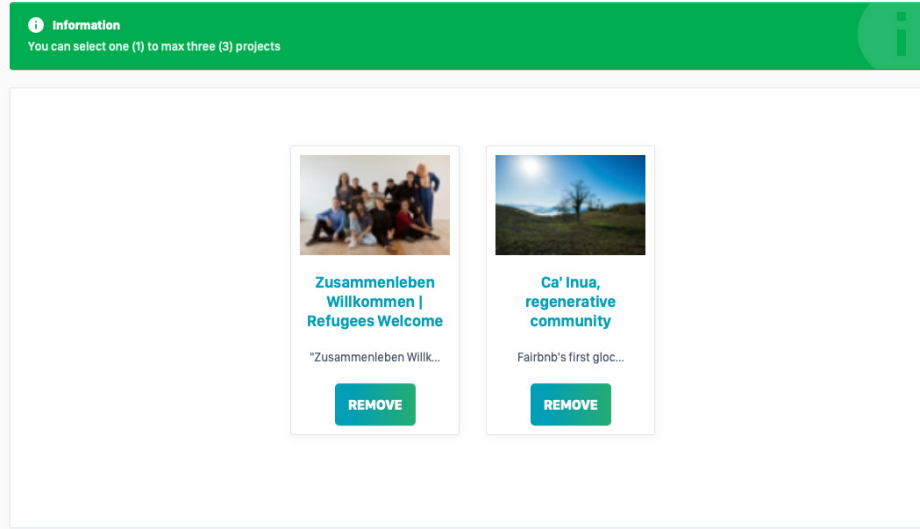 Information
You can select one (1) to max three (3) projects
Zusammenleben
Willkommen |
Refugees Welcome
"Zusammenleben Willk...
REMOVE
Ca' Inua,
regenerative
community
Fairbnb's first gloc...
REMOVE